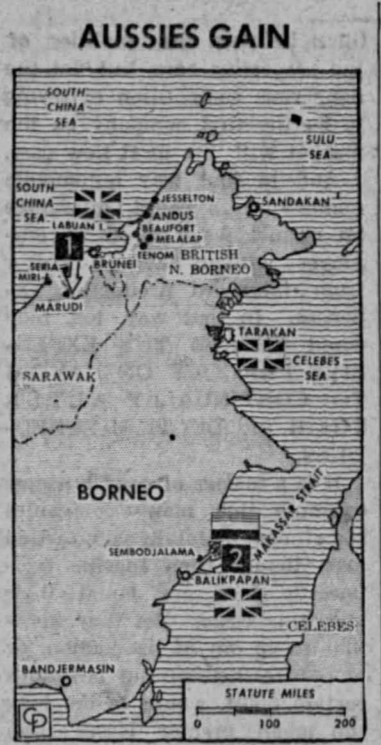 AUSSIES GAIN
SOUTH
CHINA
SEA
SULU
SEA
SOUTH
CHINA
SEA
JESSELTON
SANDAKAN
ANDUS
LABUAN I.
BEAUFORT
MELALAP
1
BRUNEI
TENOM
BRITISH
N. BORNEO
SERIA
MIRI
MARUDI
TARAKAN
CELEBES
SEA
SARAWAK
BORNEO
MAKASSAR STRAIT
SEMBODJALAMA
2
BALIKPAPAN
CELEBES
BANDJERMASIN
STATUTE MILES
0 100 200
CP